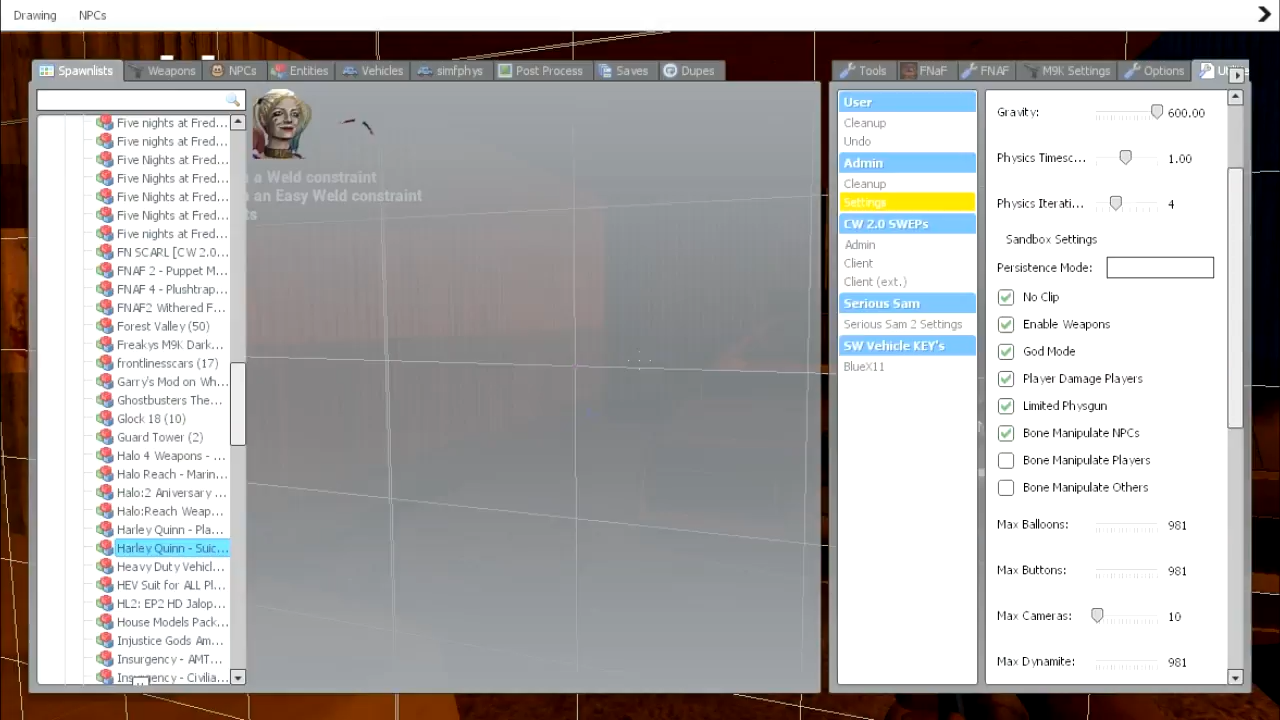 Drawing NPCs
Spawnlists Weapons NPCs Entities Vehicles simfphys Post Process Saves Dupes
Tools FNaF FNAF M9K Settings Options
Five nights at Fred...
Five nights at Fred...
Five Nights at Fred...
Five Nights at Fred...
Five Nights at Fred...
Five Nights at Fred...
Five nights at Fred...
FN SCARL [CW 2.0...
FNAF 2 - Puppet M...
FNAF 4 - Plushtrap...
FNAF2 Withered F...
Forest Valley (50)
Freakys M9K Dark...
frontlinesscars (17)
Garry's Mod on Wh...
Ghostbusters The...
Glock 18 (10)
Guard Tower (2)
Halo 4 Weapons - ...
Halo Reach - Marin...
Halo:2 Aniversary ...
Halo:Reach Weap...
Harley Quinn - Pla...
Harley Quinn - Suic...
Heavy Duty Vehicl...
HEV Suit for ALL Pl...
HL2: EP2 HD Jalop...
House Models Pack...
Injustice Gods Am...
Insurgency - AMT...
Insurgency - Civilia...
a Weld constraint
an Easy Weld constraint
ts
User
Cleanup
Undo
Admin
Cleanup
Settings
CW 2.0 SWEPs
Admin
Client
Client (ext.)
Serious Sam
Serious Sam 2 Settings
SW Vehicle KEY's
BlueX11
Gravity: 600.00
Physics Timesc... 1.00
Physics Iterati... 4
Sandbox Settings
Persistence Mode:
No Clip
Enable Weapons
God Mode
Player Damage Players
Limited Physgun
Bone Manipulate NPCs
Bone Manipulate Players
Bone Manipulate Others
Max Balloons: 981
Max Buttons: 981
Max Cameras: 10
Max Dynamite: 981